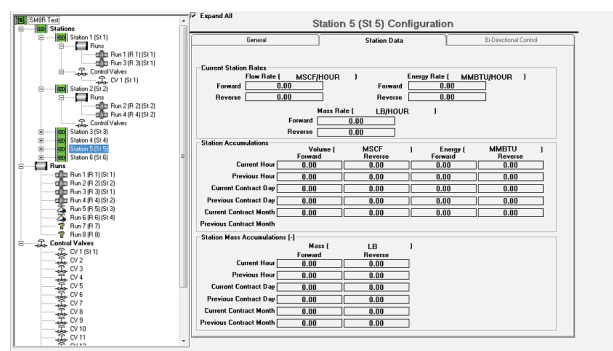 SM8R Test
Stations
Station 1 (St 1)
Runs
Run 1 (R 1)(St 1)
Run 3 (R 3)(St 1)
Control Valves
CV 1 (St 1)
Station 2 (St 2)
Runs
Run 2 (R 2)(St 2)
Run 4 (R 4)(St 2)
Control Valves
Station 3 (St 3)
Station 4 (St 4)
Station 5 (St 5)
Station 6 (St 6)
Runs
Run 1 (R 1)(St 1)
Run 2 (R 2)(St 2)
Run 3 (R 3)(St 1)
Run 4 (R 4)(St 2)
Run 5 (R 5)(St 3)
Run 6 (R 6)(St 4)
Run 7 (R 7)
Run 8 (R 8)
Control Valves
CV 1 (St 1)
CV 2
CV 3
CV 4
CV 5
CV 6
CV 7
CV 8
CV 9
CV 10
CV 11
CV 12
Expand All
Station 5 (St 5) Configuration
General Station Data Bi-Directional Control
Current Station Rates
Flow Rate ( MSCF/HOUR ) Energy Rate ( MMBTU/HOUR )
Forward 0.00 Forward 0.00
Reverse 0.00 Reverse 0.00
Mass Rate ( LB/HOUR )
Forward 0.00
Reverse 0.00
Station Accumulations
Volume ( MSCF ) Energy ( MMBTU )
Forward Reverse Forward Reverse
Current Hour 0.00 0.00 0.00 0.00
Previous Hour 0.00 0.00 0.00 0.00
Current Contract Day 0.00 0.00 0.00 0.00
Previous Contract Day 0.00 0.00 0.00 0.00
Current Contract Month 0.00 0.00 0.00 0.00
Previous Contract Month
Station Mass Accumulations [-]
Mass ( LB )
Forward Reverse
Current Hour 0.00 0.00
Previous Hour 0.00 0.00
Current Contract Day 0.00 0.00
Previous Contract Day 0.00 0.00
Current Contract Month 0.00 0.00
Previous Contract Month 0.00 0.00